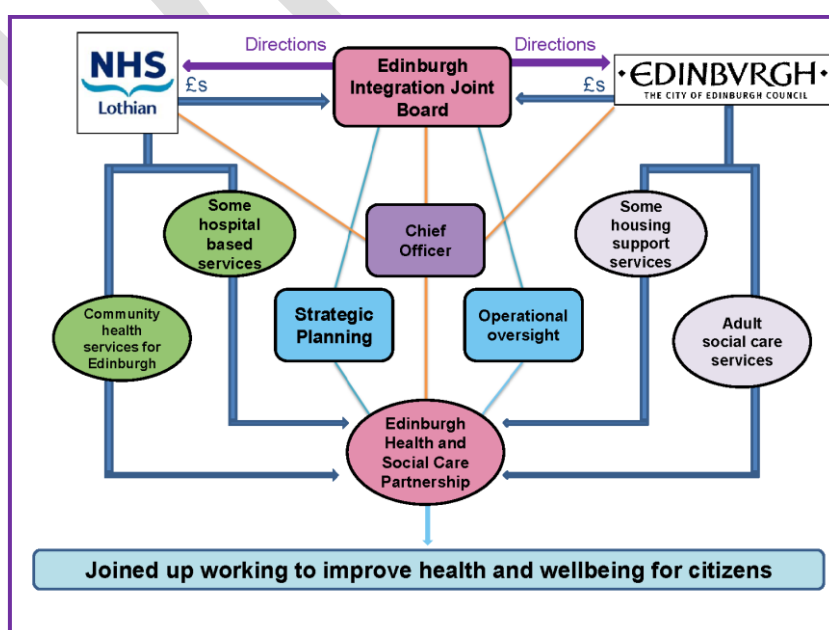 Directions
Directions
NHS
Lothian
£s
Edinburgh
Integration Joint
Board
£s
·EDINBVRGH·
THE CITY OF EDINBURGH COUNCIL
Some
hospital
based
services
Chief
Officer
Some
housing
support
services
Community
health
services for
Edinburgh
Strategic
Planning
Operational
oversight
Adult
social care
services
Edinburgh
Health and
Social Care
Partnership
Joined up working to improve health and wellbeing for citizens